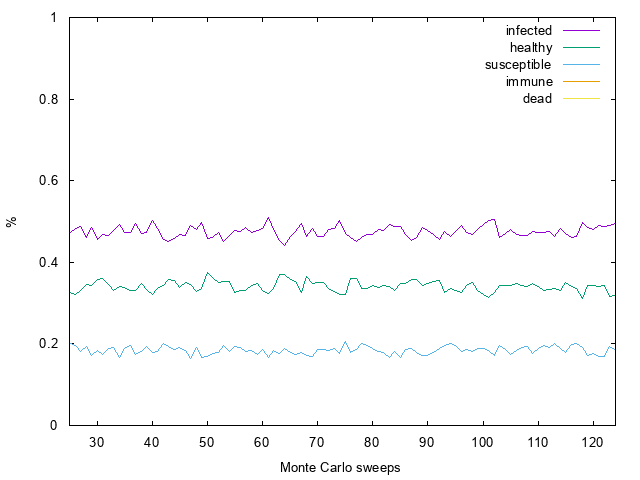 1
0.8
0.6
0.4
0.2
0
%
infected
healthy
susceptible
immune
dead
30 40 50 60 70 80 90 100 110 120
Monte Carlo sweeps